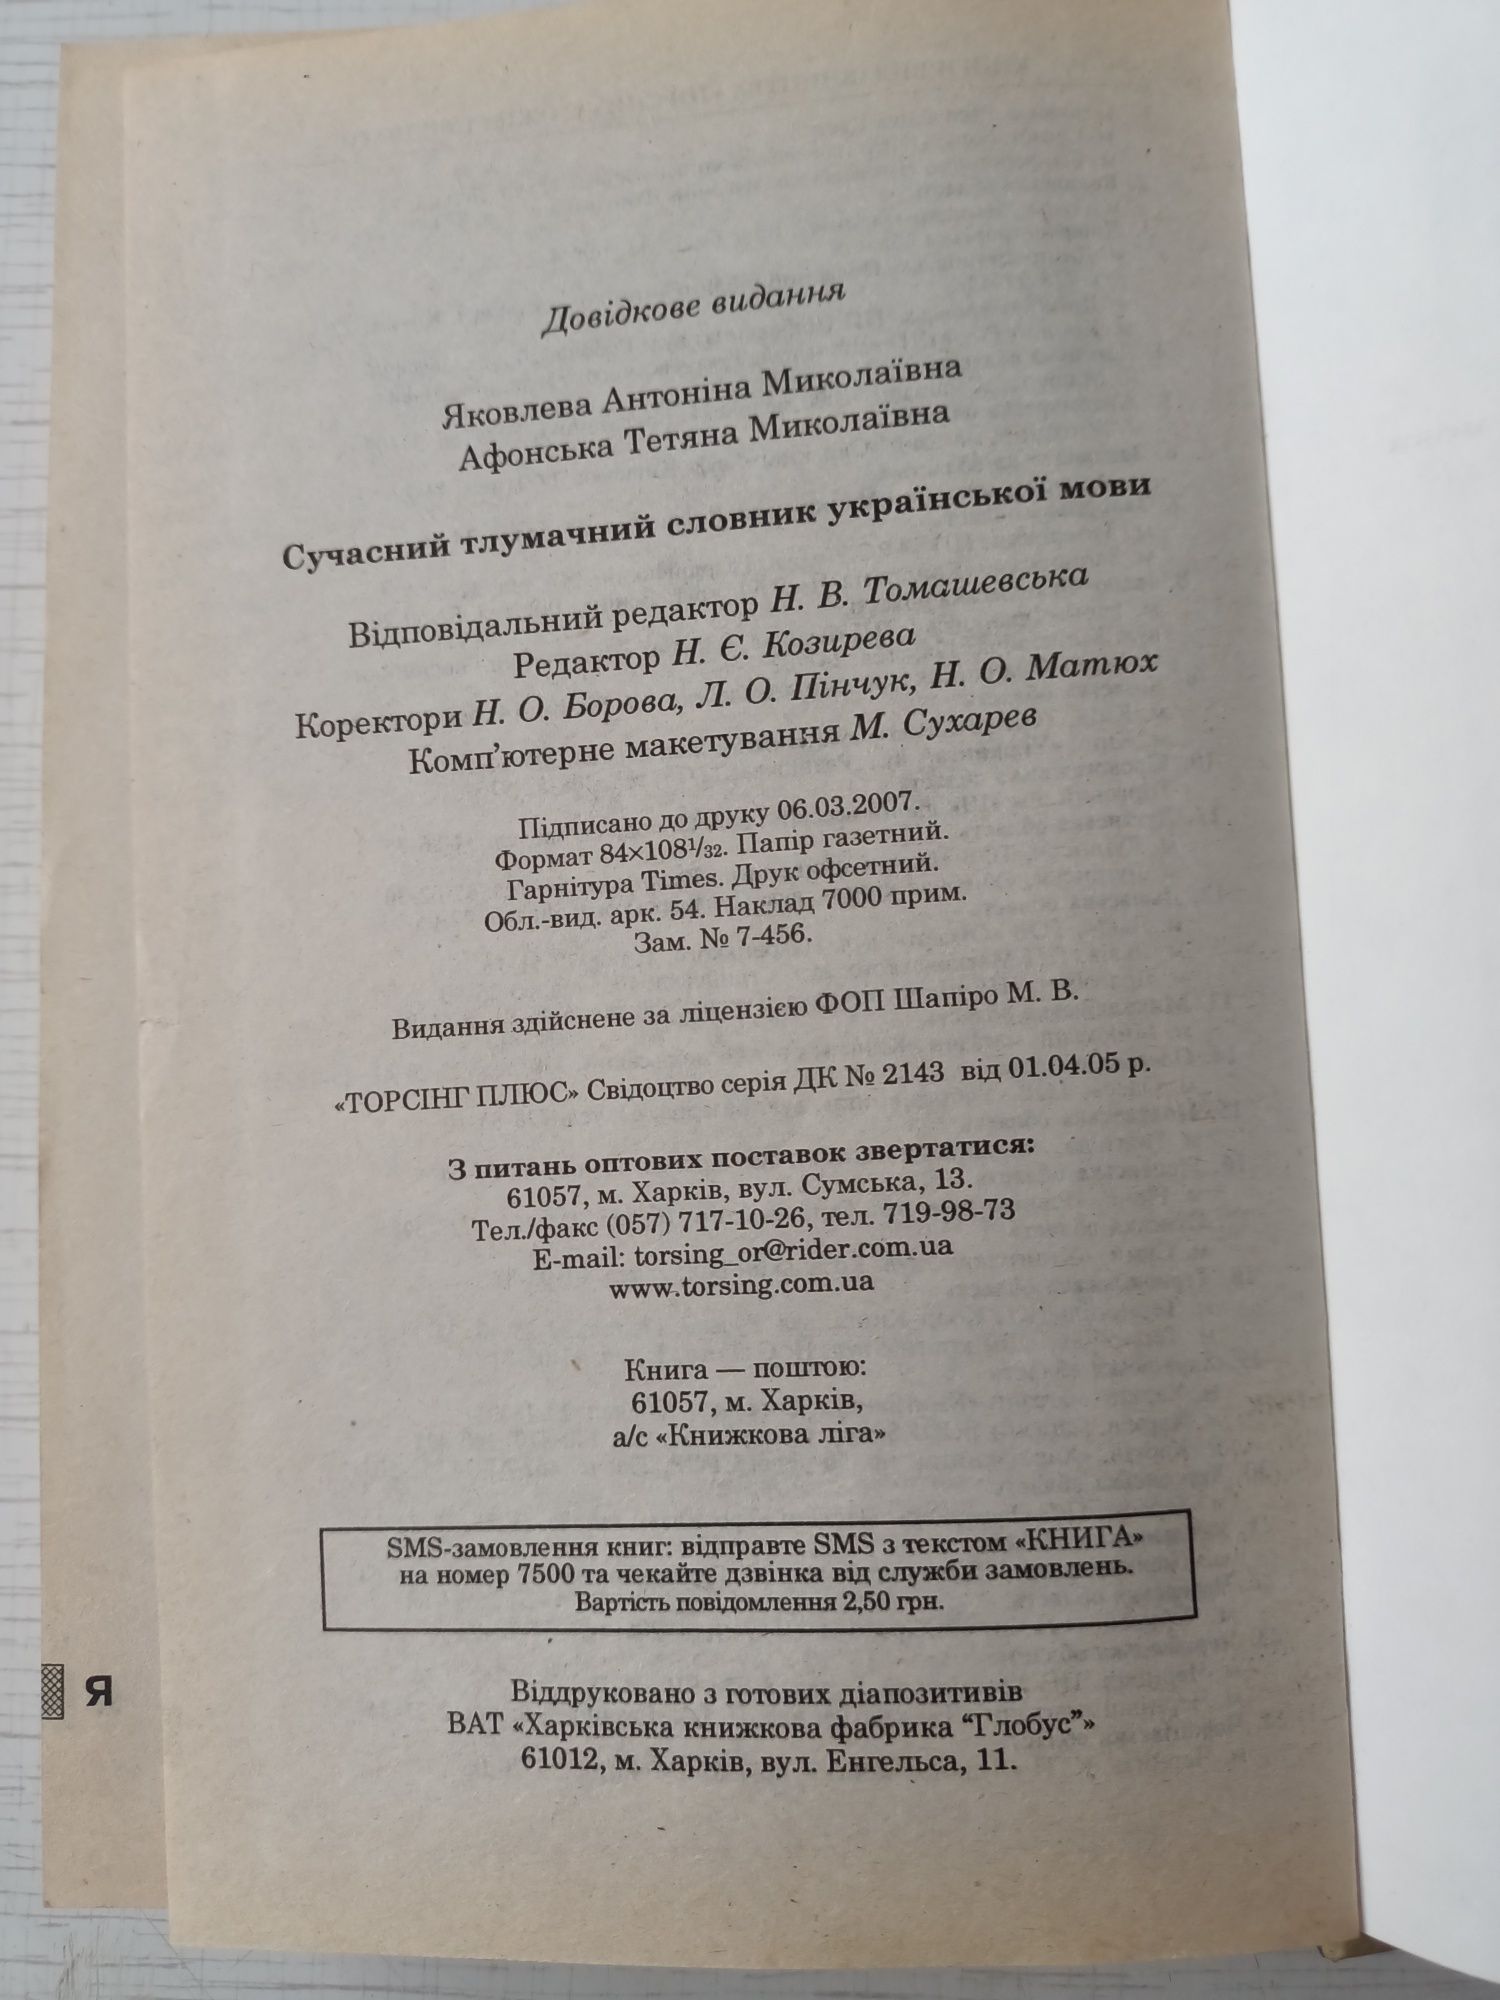 Довідкове видання
Яковлева Антоніна Миколаївна
Афонська Тетяна Миколаївна
Сучасний тлумачний словник української мови
Відповідальний редактор Н. В. Томашевська
Редактор Н. Є. Козирева
Коректори Н. О. Борова, Л. О. Пінчук, Н. О. Матюх
Комп'ютерне макетування М. Сухарев
Підписано до друку 06.03.2007.
Формат 84×108¹/₃₂. Папір газетний.
Гарнітура Times. Друк офсетний.
Обл.-вид. арк. 54. Наклад 7000 прим.
Зам. № 7-456.
Видання здійснене за ліцензією ФОП Шапіро М. В.
«ТОРСІНГ ПЛЮС» Свідоцтво серія ДК № 2143 від 01.04.05 р.
З питань оптових поставок звертатися:
61057, м. Харків, вул. Сумська, 13.
Тел./факс (057) 717-10-26, тел. 719-98-73
E-mail: torsing_or@rider.com.ua
www.torsing.com.ua
Книга — поштою:
61057, м. Харків,
а/с «Книжкова ліга»
SMS-замовлення книг: відправте SMS з текстом «КНИГА»
на номер 7500 та чекайте дзвінка від служби замовлень.
Вартість повідомлення 2,50 грн.
Я
Віддруковано з готових діапозитивів
ВАТ «Харківська книжкова фабрика “Глобус”»
61012, м. Харків, вул. Енгельса, 11.